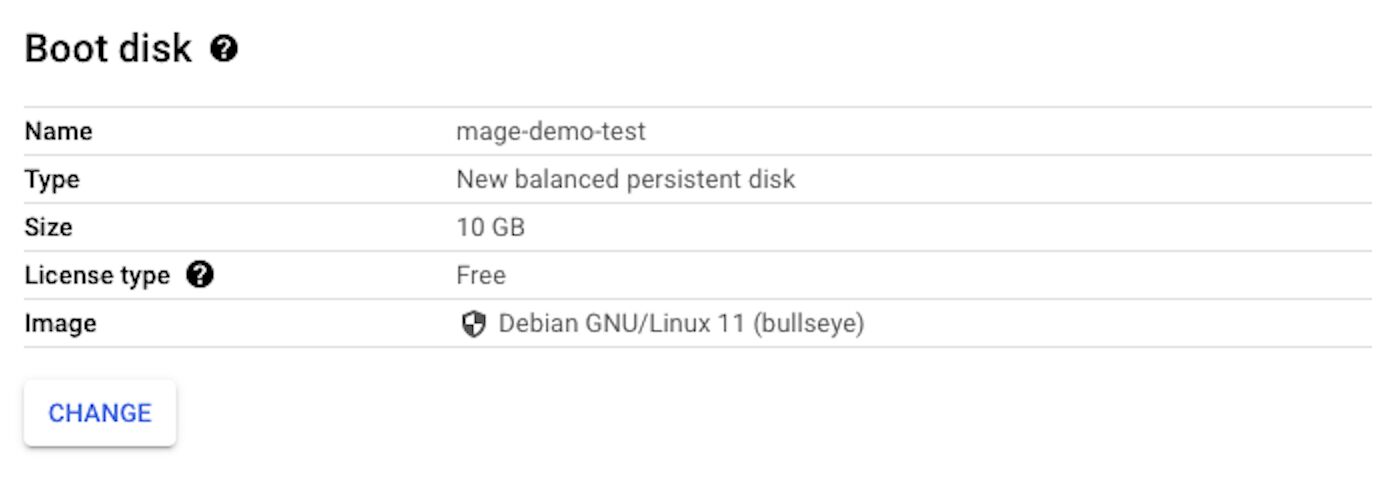 Boot disk ?
Name mage-demo-test
Type New balanced persistent disk
Size 10 GB
License type ? Free
Image Debian GNU/Linux 11 (bullseye)
CHANGE